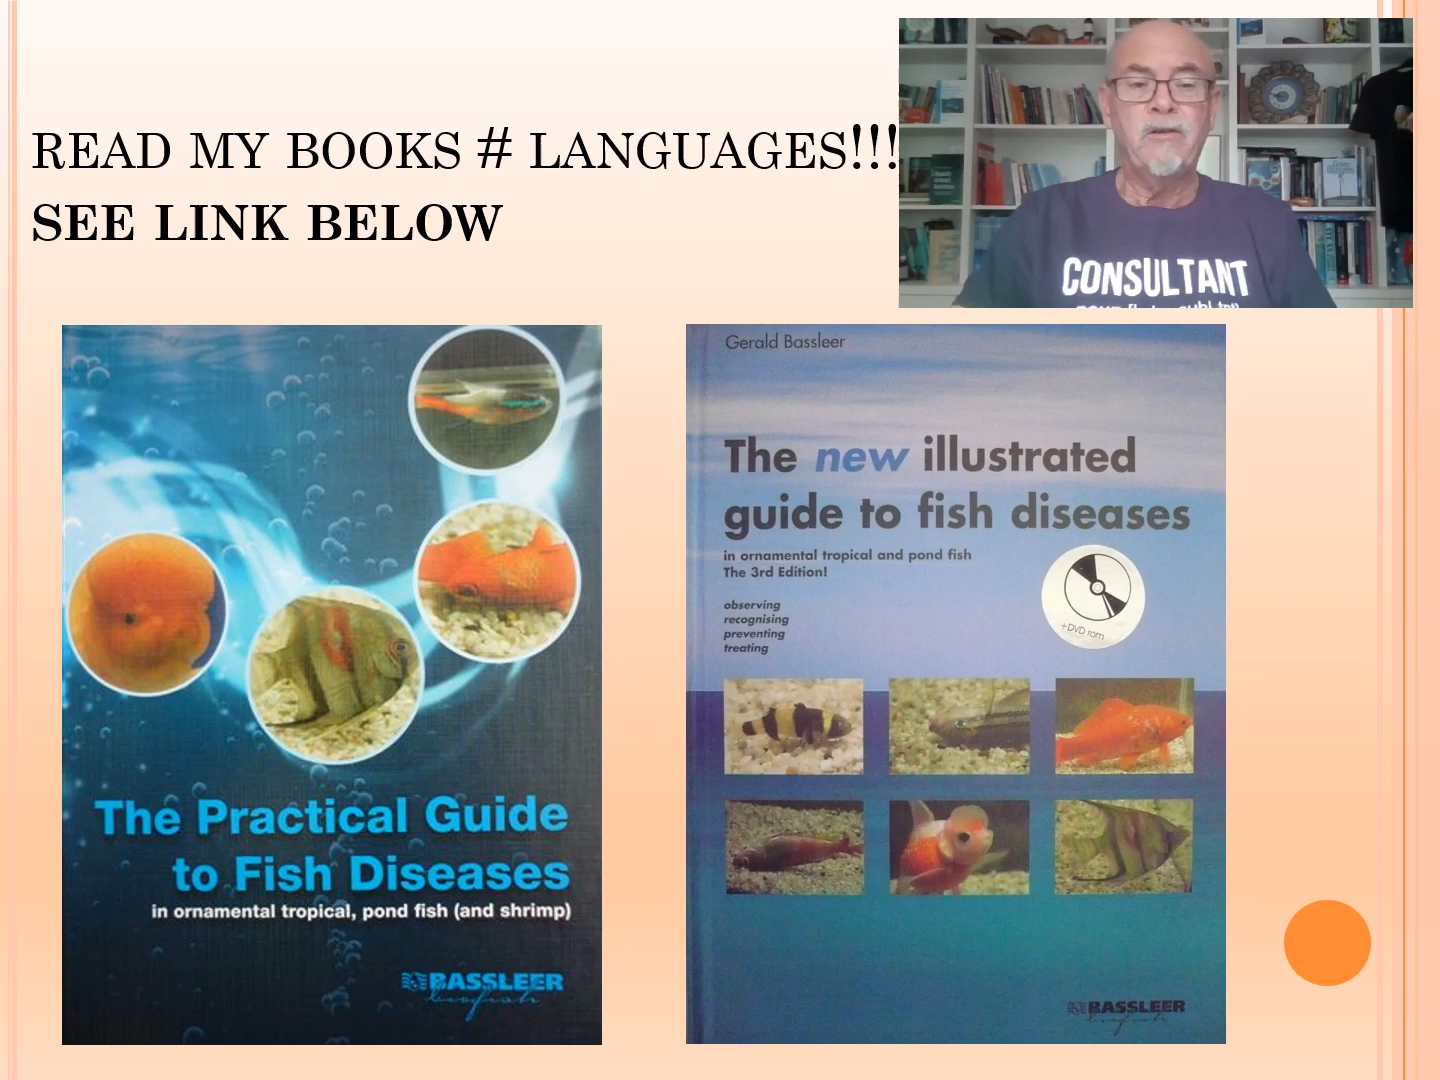 READ MY BOOKS # LANGUAGES!!!
SEE LINK BELOW
CONSULTANT
The Practical Guide
to Fish Diseases
in ornamental tropical, pond fish (and shrimp)
BASSLEER
biofish
Gerald Bassleer
The new illustrated
guide to fish diseases
in ornamental tropical and pond fish
The 3rd Edition!
observing
recognising
preventing
treating
+DVD rom
BASSLEER
biofish